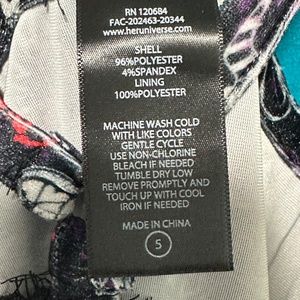 RN 120684
FAC-202463-20344
www.heruniverse.com
SHELL
96%POLYESTER
4%SPANDEX
LINING
100%POLYESTER
MACHINE WASH COLD
WITH LIKE COLORS
GENTLE CYCLE
USE NON-CHLORINE
BLEACH IF NEEDED
TUMBLE DRY LOW
REMOVE PROMPTLY AND
TOUCH UP WITH COOL
IRON IF NEEDED
MADE IN CHINA
S